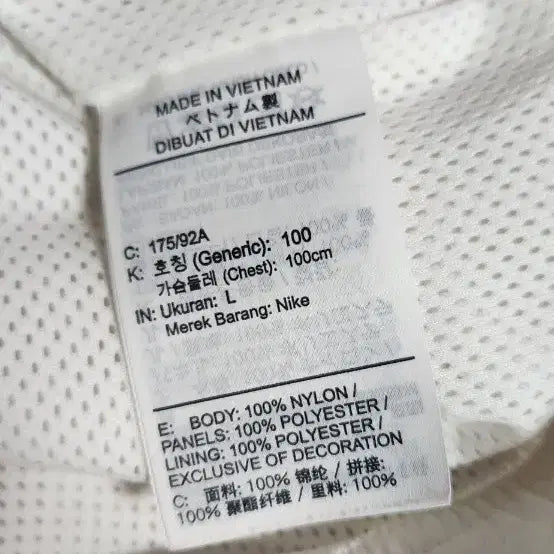 MADE IN VIETNAM
ベトナム製
DIBUAT DI VIETNAM
C: 175/92A
K: 호칭 (Generic): 100
가슴둘레 (Chest): 100cm
IN: Ukuran: L
Merek Barang: Nike
E: BODY: 100% NYLON /
PANELS: 100% POLYESTER /
LINING: 100% POLYESTER /
EXCLUSIVE OF DECORATION
C: 面料: 100% 锦纶 / 拼接:
100% 聚酯纤维 / 里料: 100%